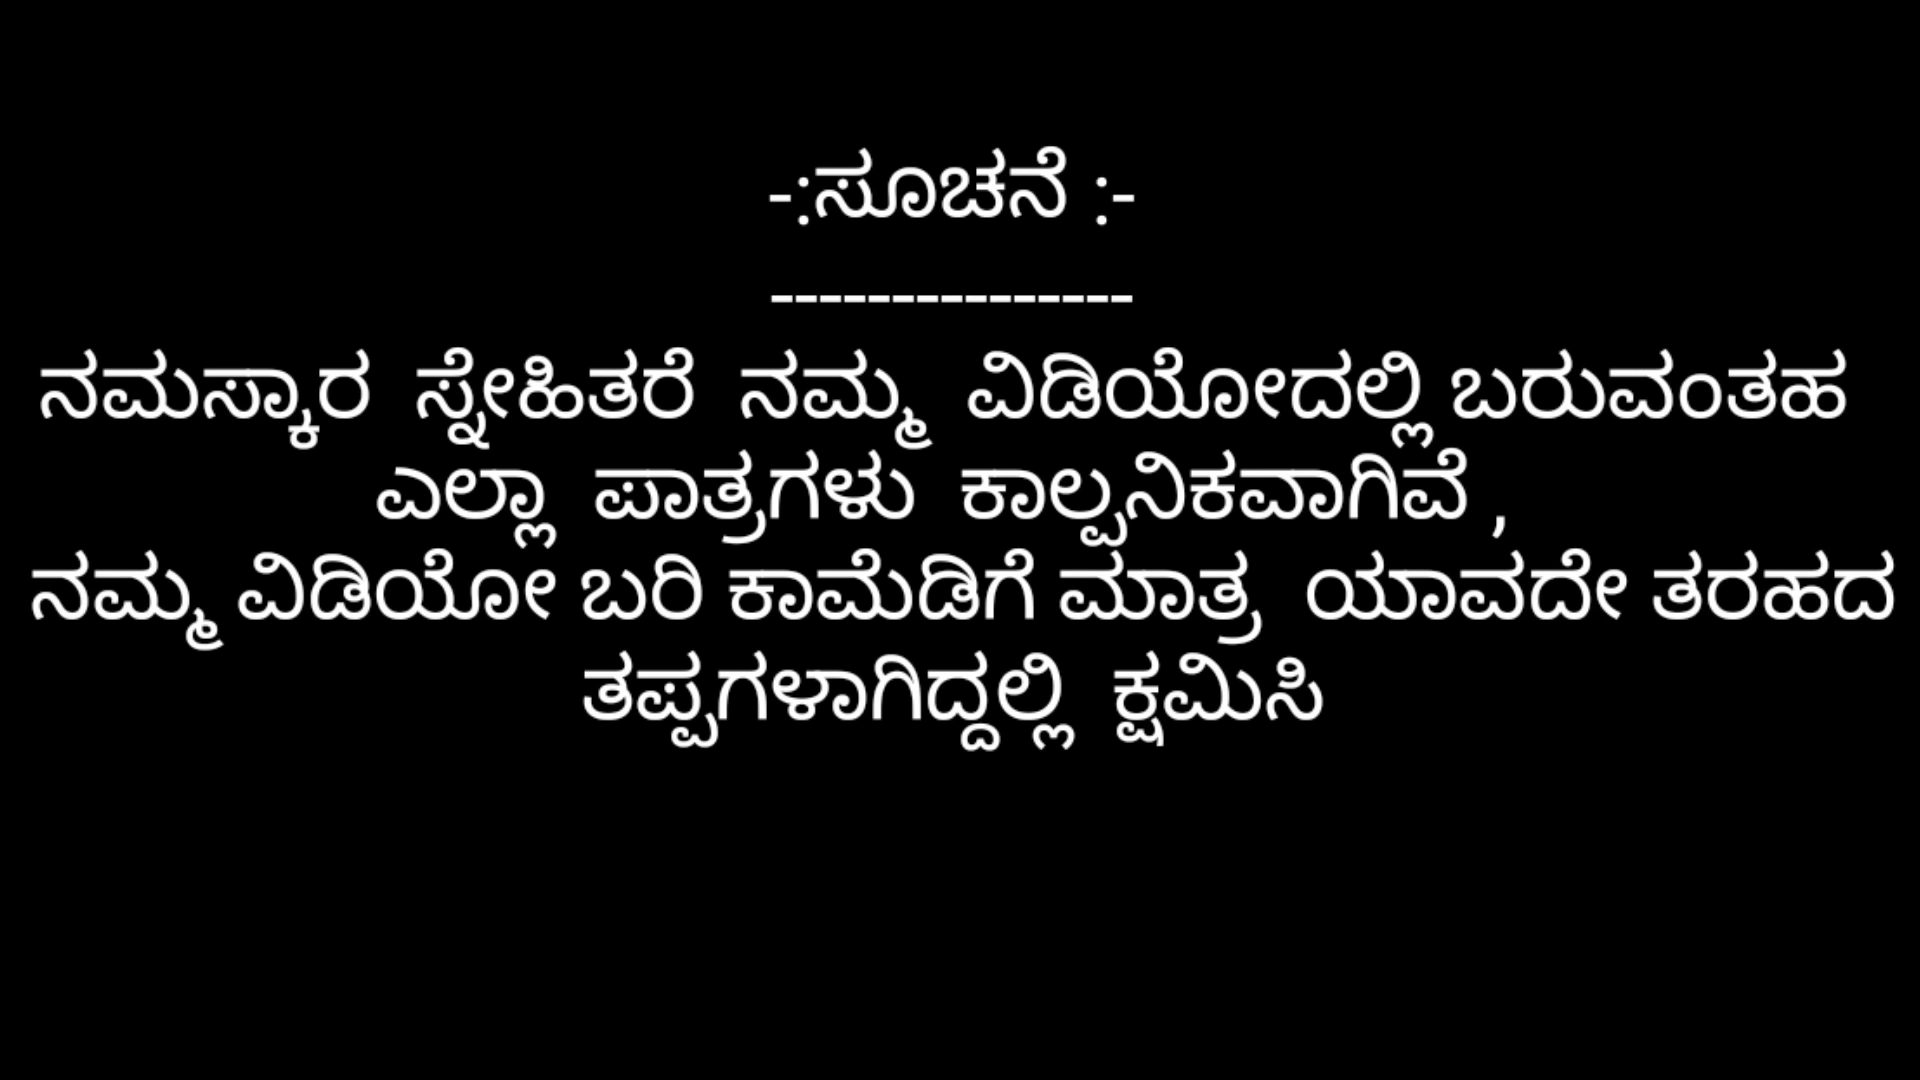 -:ಸೂಚನೆ :-
---------------
ನಮಸ್ಕಾರ ಸ್ನೇಹಿತರೆ ನಮ್ಮ ವಿಡಿಯೋದಲ್ಲಿ ಬರುವಂತಹ
ಎಲ್ಲಾ ಪಾತ್ರಗಳು ಕಾಲ್ಪನಿಕವಾಗಿವೆ ,
ನಮ್ಮ ವಿಡಿಯೋ ಬರಿ ಕಾಮೆಡಿಗೆ ಮಾತ್ರ ಯಾವದೇ ತರಹದ
ತಪ್ಪಗಳಾಗಿದ್ದಲ್ಲಿ ಕ್ಷಮಿಸಿ